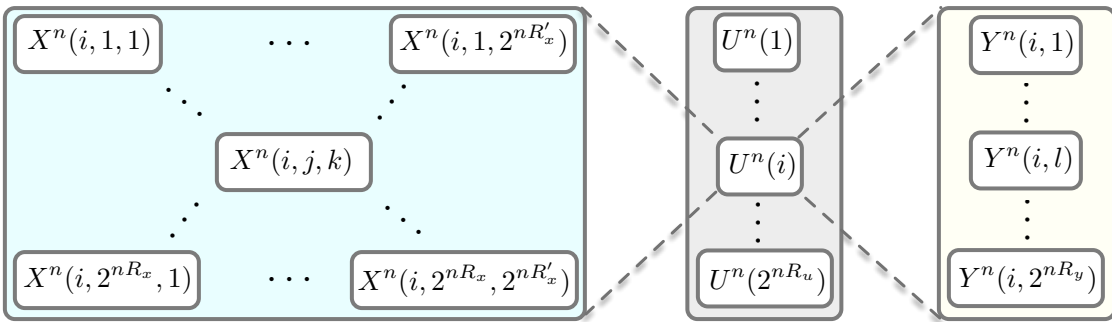 X^n(i, 1, 1) · · · X^n(i, 1, 2^{nR'_x})
X^n(i, j, k)
X^n(i, 2^{nR_x}, 1) · · · X^n(i, 2^{nR_x}, 2^{nR'_x})
U^n(1)
U^n(i)
U^n(2^{nR_u})
Y^n(i, 1)
Y^n(i, l)
Y^n(i, 2^{nR_y})